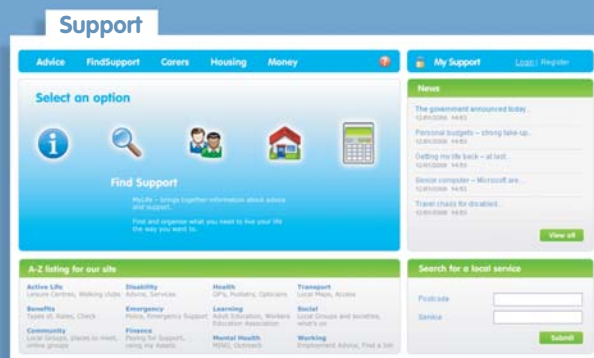 Support
Advice FindSupport Carers Housing Money
My Support Login | Register
Select an option
Find Support
MyLife – brings together information about advice
and support.
Find and organise what you need to live your life
the way you want to.
News
The government announced today...
12/01/2008 14:53
Personal budgets – strong take-up..
12/01/2008 14:53
Getting my life back – at last..
12/01/2008 14:53
Senior computer – Microsoft are...
12/01/2008 14:53
Travel chaos for disabled...
12/01/2008 14:53
View all
A-Z listing for our site
Active Life
Leisure Centres, Walking clubs
Disability
Advice, Services
Health
GP's, Podiatry, Opticians
Transport
Local Maps, Access
Benefits
Types of, Rates, Check
Emergency
Police, Emergency Support
Learning
Adult Education, Workers
Education Association
Social
Local Groups and societies,
what's on
Community
Local Groups, places to meet,
online groups
Finance
Paying for Support,
using my Assets
Mental Health
MIND, Outreach
Working
Employment Advice, Find a Job
Search for a local service
Postcode
Service
Submit